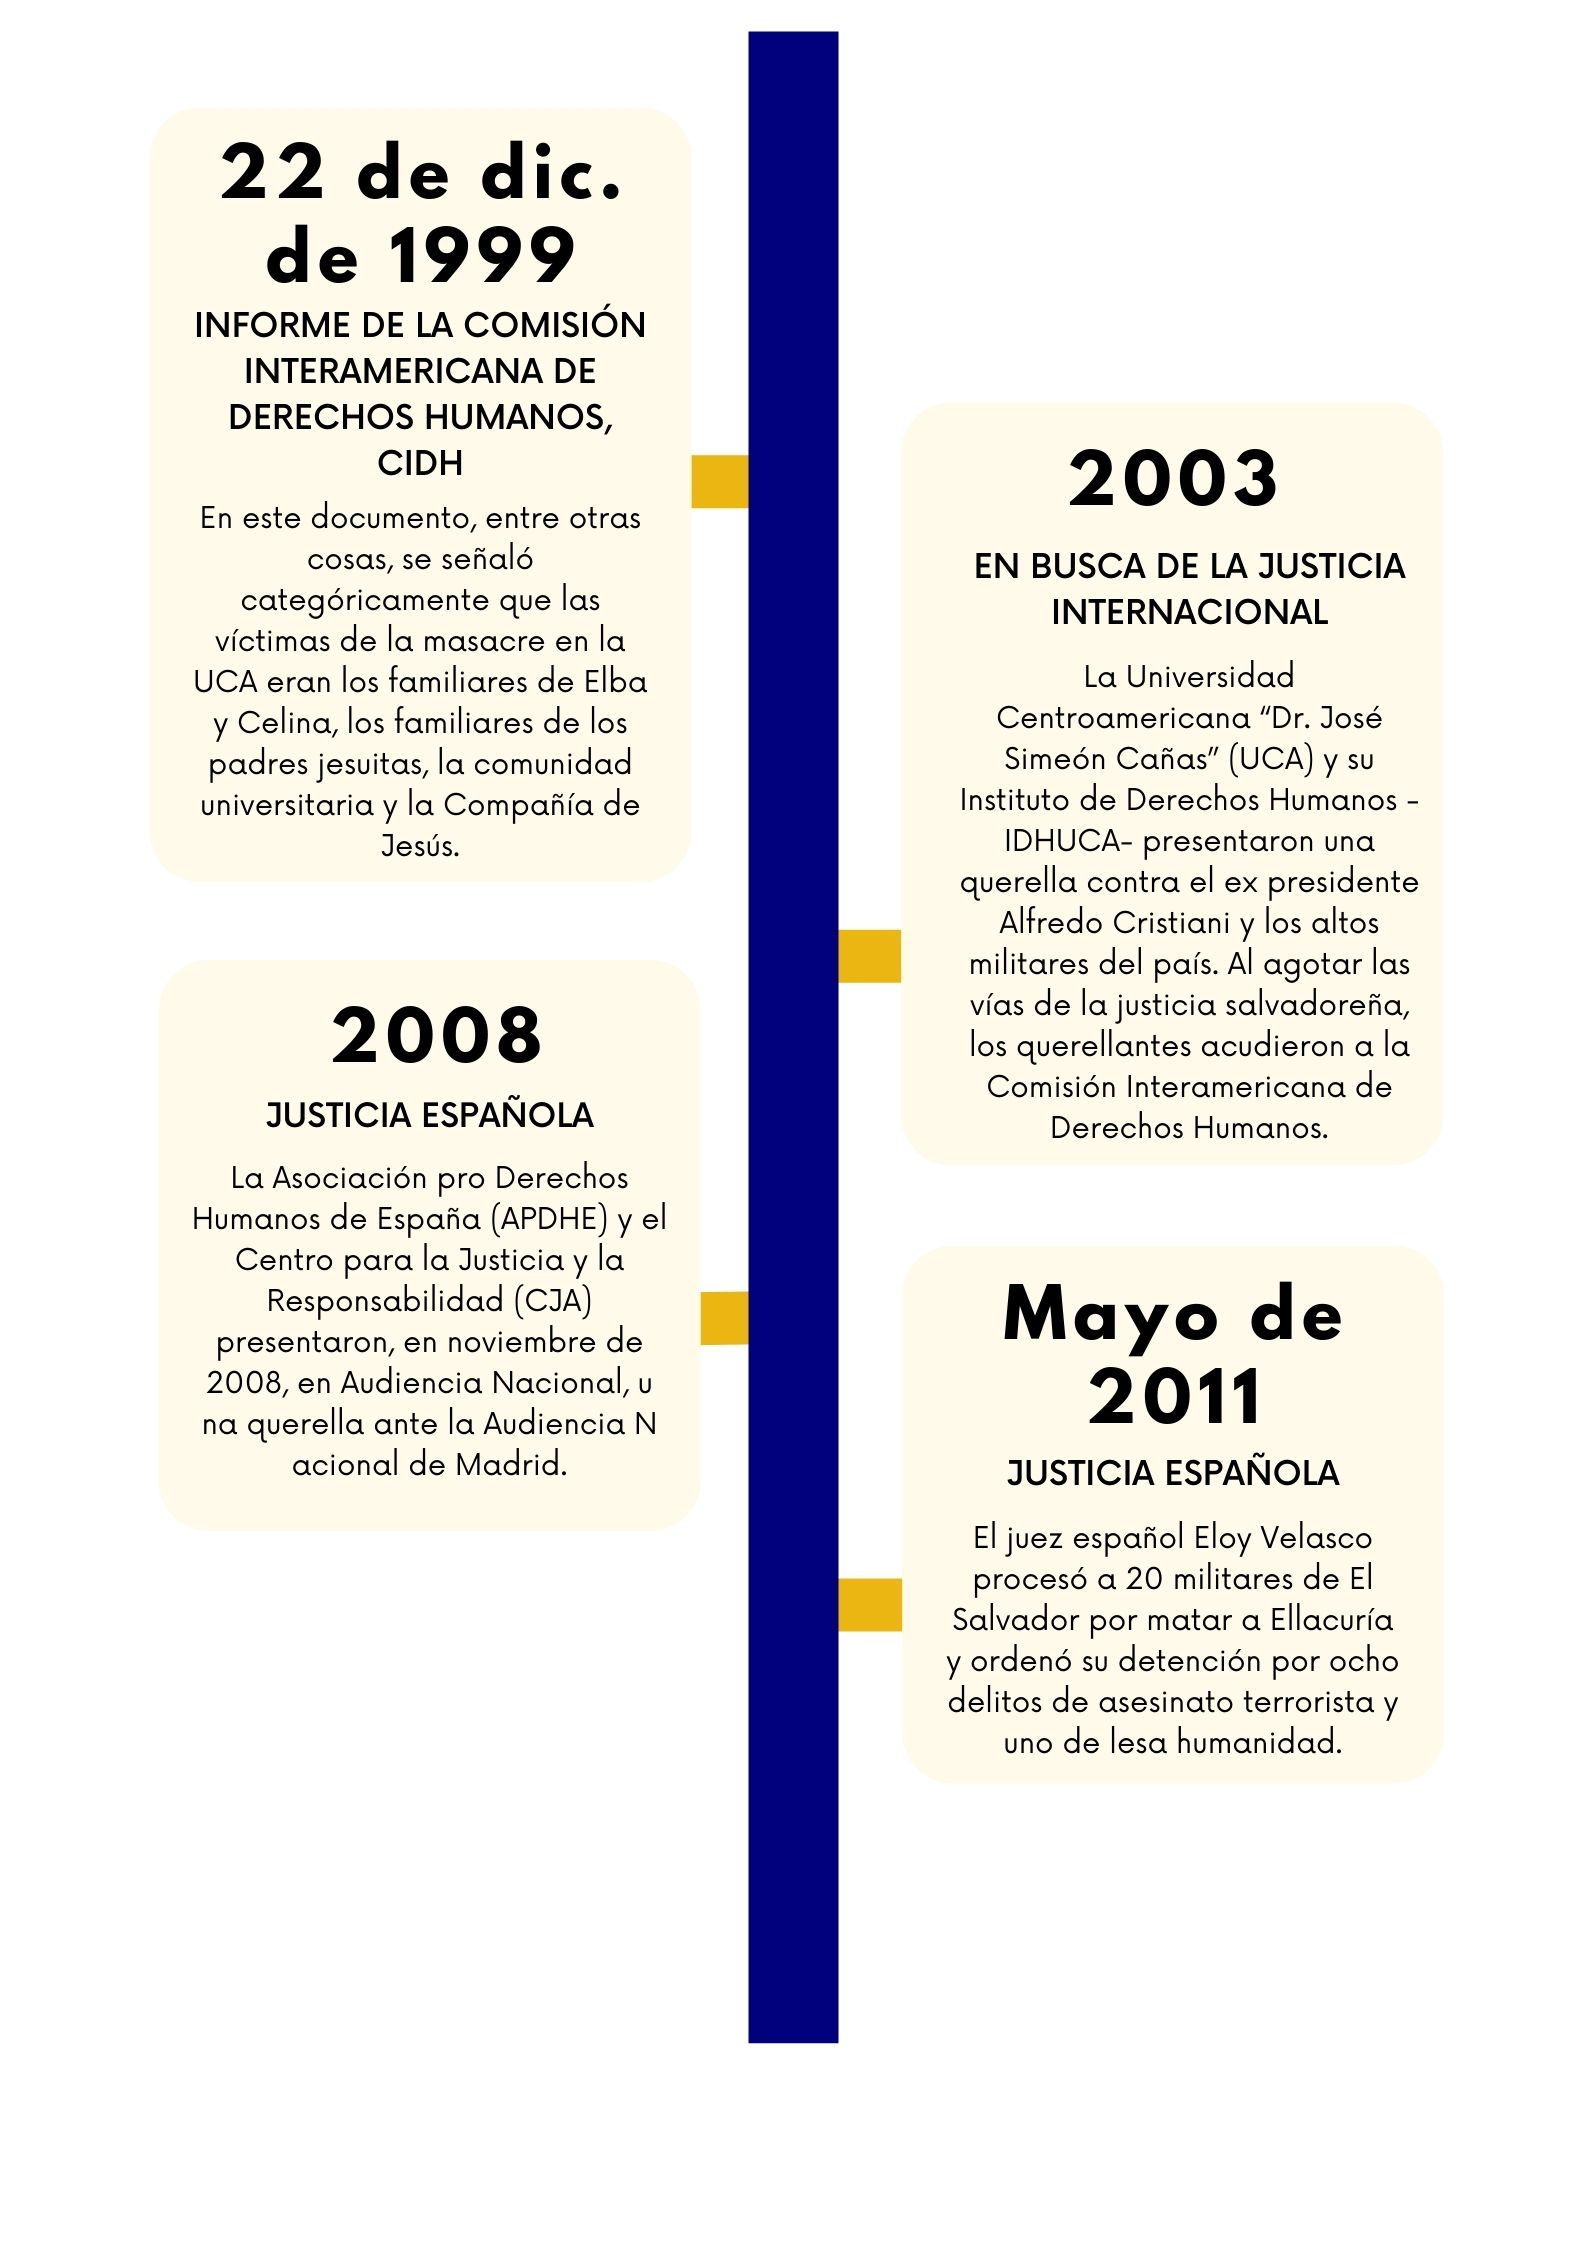 22 de dic.
de 1999
INFORME DE LA COMISIÓN
INTERAMERICANA DE
DERECHOS HUMANOS,
CIDH
En este documento, entre otras
cosas, se señaló
categóricamente que las
víctimas de la masacre en la
UCA eran los familiares de Elba
y Celina, los familiares de los
padres jesuitas, la comunidad
universitaria y la Compañía de
Jesús.
2003
EN BUSCA DE LA JUSTICIA
INTERNACIONAL
La Universidad
Centroamericana “Dr. José
Simeón Cañas” (UCA) y su
Instituto de Derechos Humanos -
IDHUCA- presentaron una
querella contra el ex presidente
Alfredo Cristiani y los altos
militares del país. Al agotar las
vías de la justicia salvadoreña,
los querellantes acudieron a la
Comisión Interamericana de
Derechos Humanos.
2008
JUSTICIA ESPAÑOLA
La Asociación pro Derechos
Humanos de España (APDHE) y el
Centro para la Justicia y la
Responsabilidad (CJA)
presentaron, en noviembre de
2008, en Audiencia Nacional, u
na querella ante la Audiencia N
acional de Madrid.
Mayo de
2011
JUSTICIA ESPAÑOLA
El juez español Eloy Velasco
procesó a 20 militares de El
Salvador por matar a Ellacuría
y ordenó su detención por ocho
delitos de asesinato terrorista y
uno de lesa humanidad.